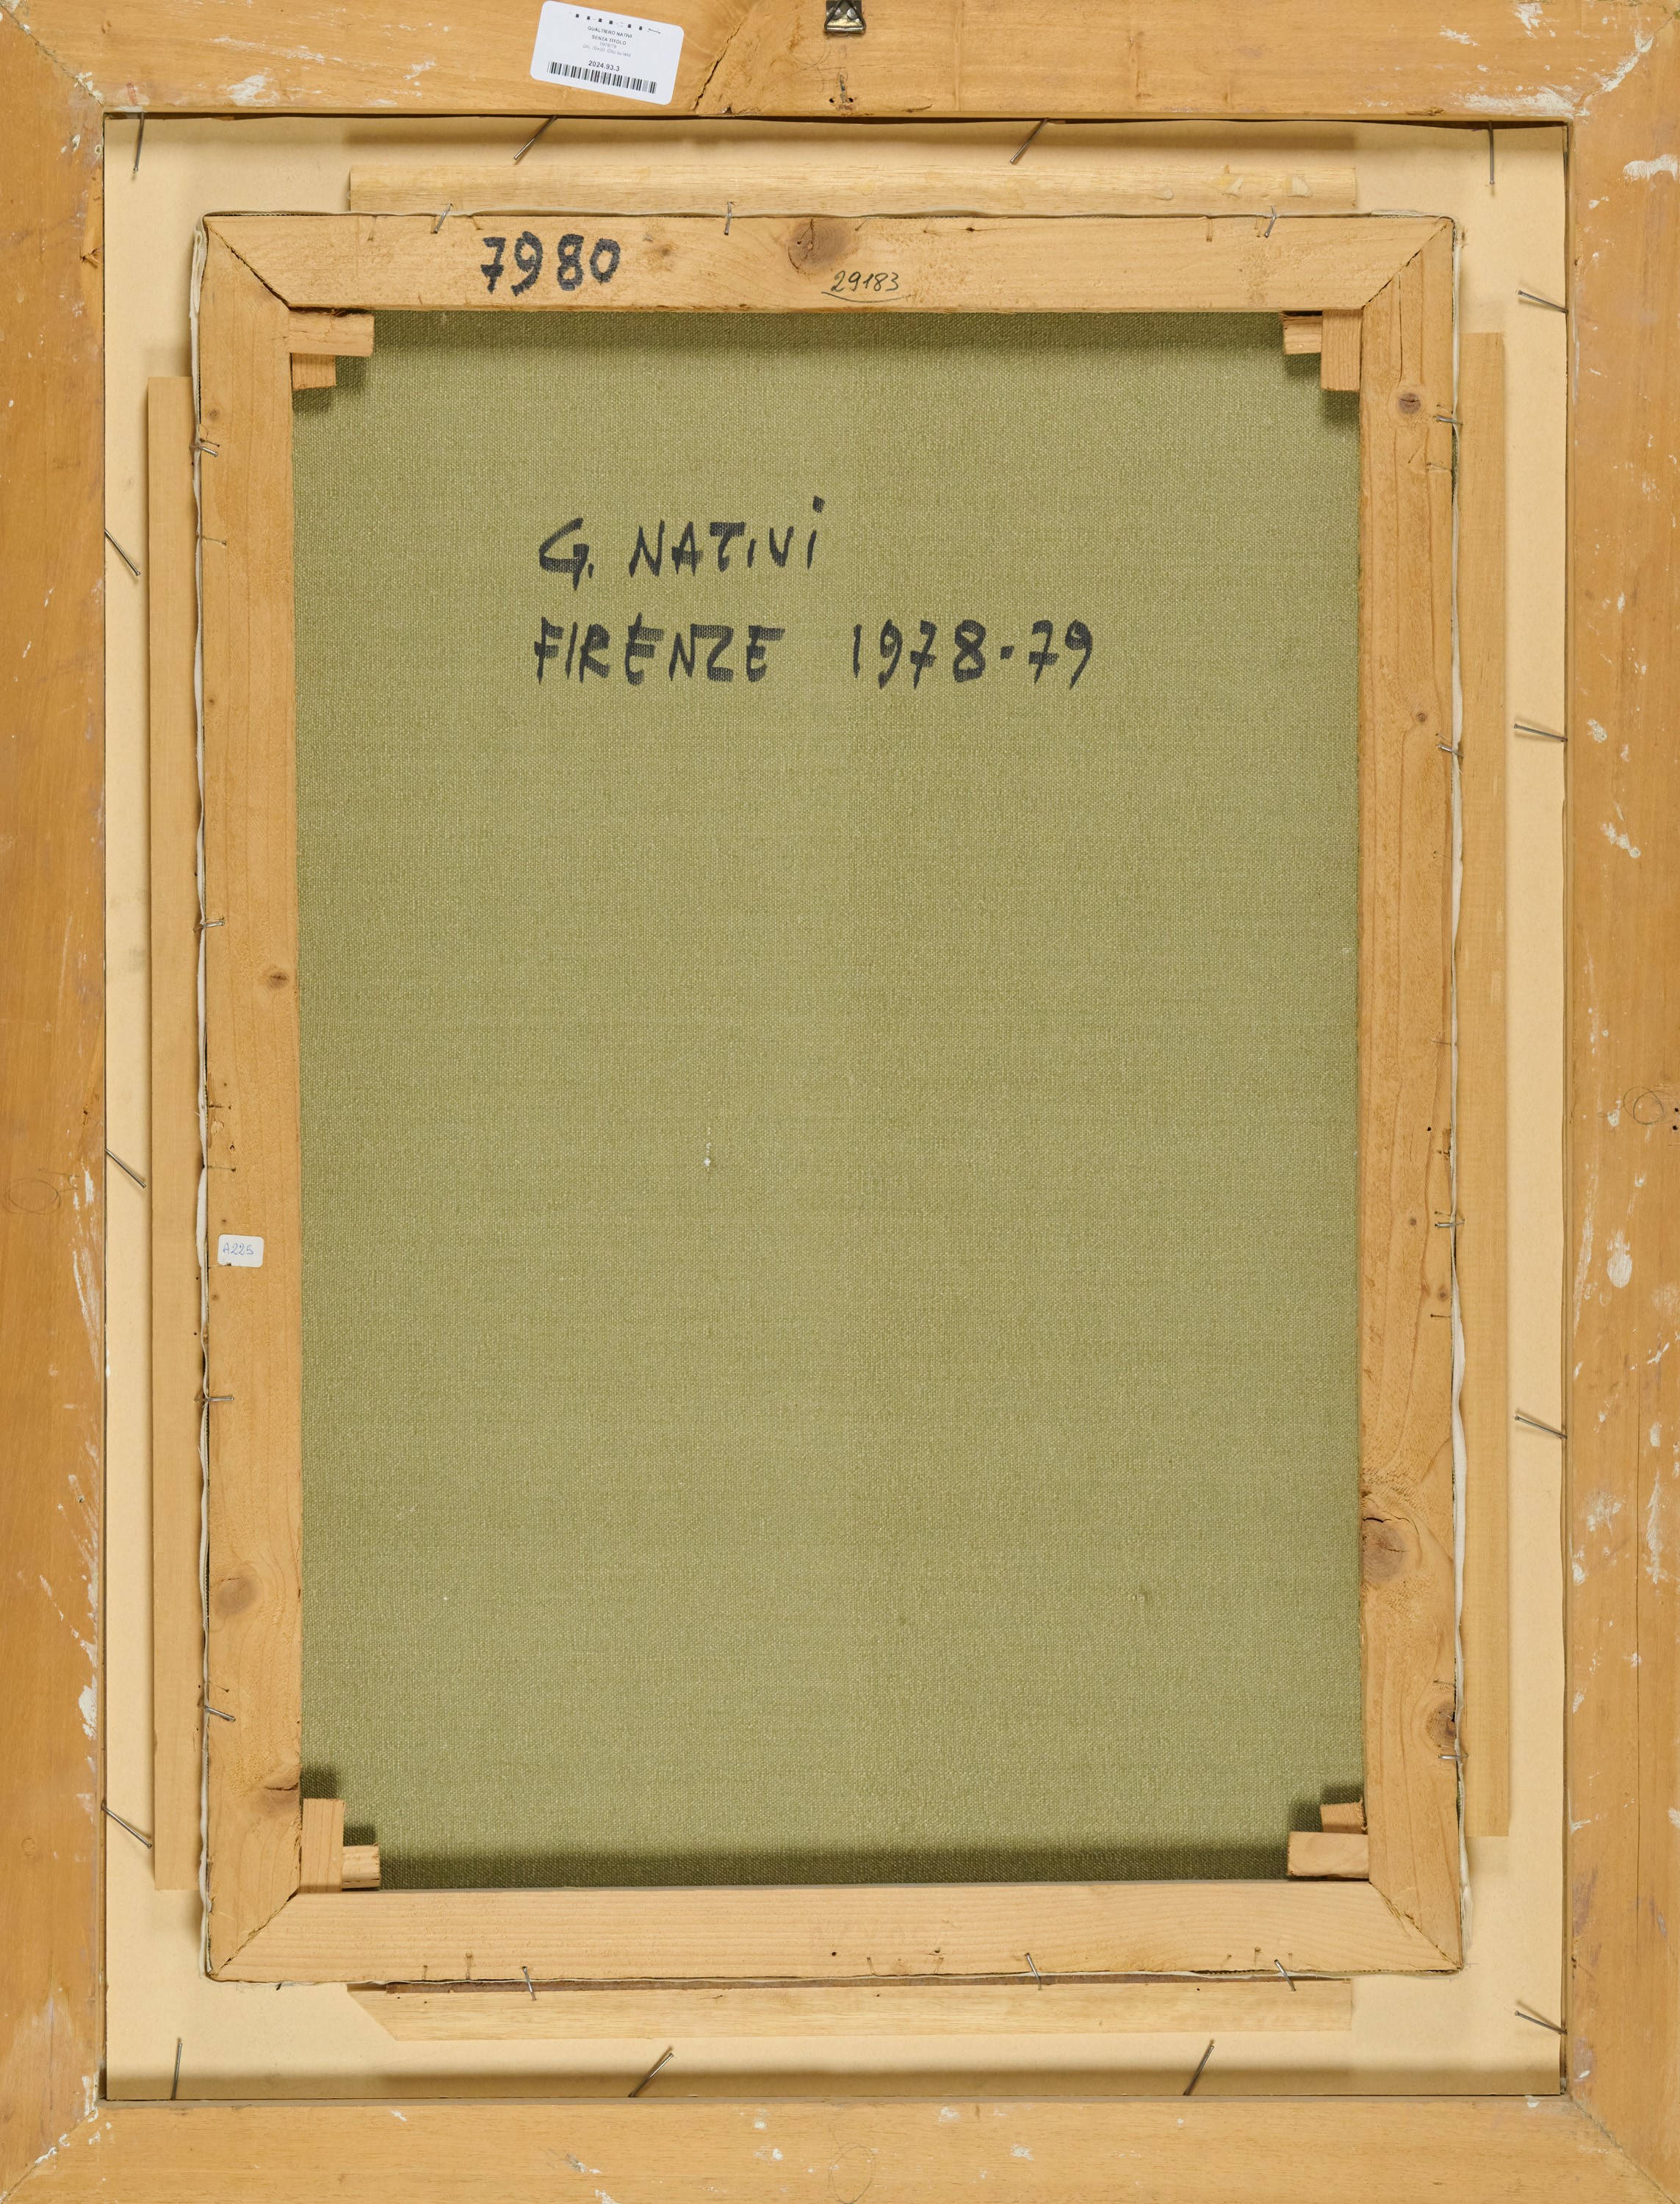 GUALTIERO NATIVI
SENZA TITOLO
2024.93.3
7980
29183
G. NATIVI
FIRENZE 1978-79
A225